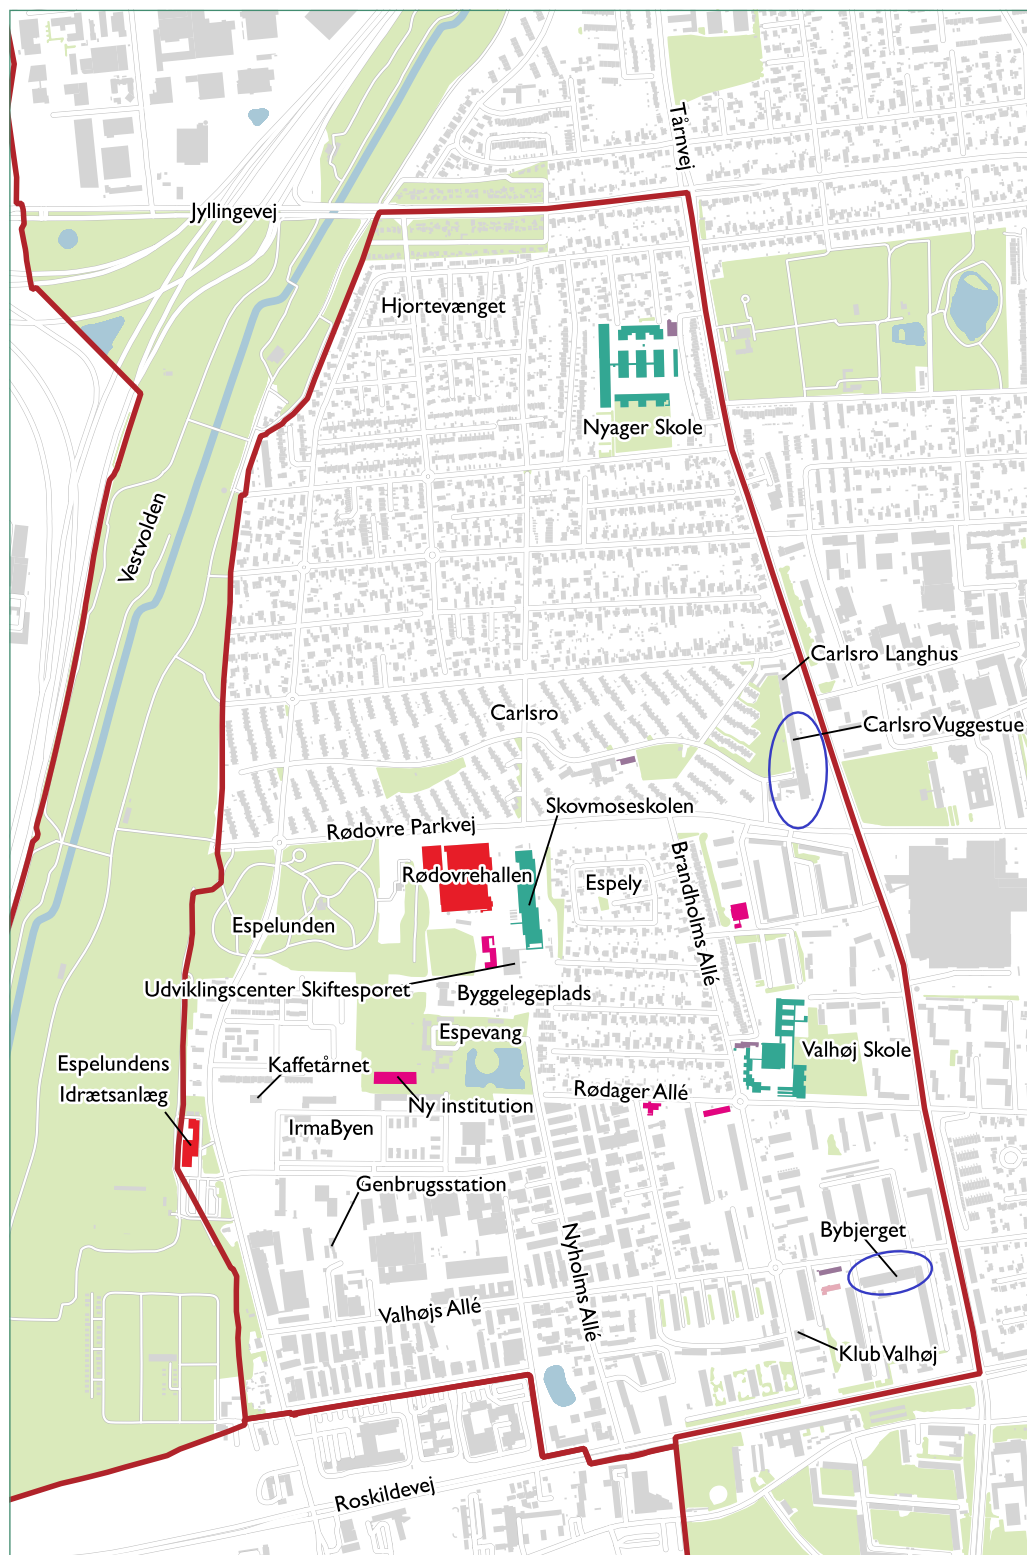 Tårnvej
Jyllingevej
Hjortevænget
Nyager Skole
Vestvolden
Carlsro Langhus
Carlsro
Carlsro Vuggestue
Skovmoseskolen
Rødovre Parkvej
Rødovrehallen
Espely
Brandholms Allé
Espelunden
Udviklingscenter Skiftesporet
Byggelegeplads
Espevang
Valhøj Skole
Espelundens
Idrætsanlæg
Kaffetårnet
Rødager Allé
Ny institution
IrmaByen
Genbrugsstation
Bybjerget
Nyholms Allé
Valhøjs Allé
Klub Valhøj
Roskildevej